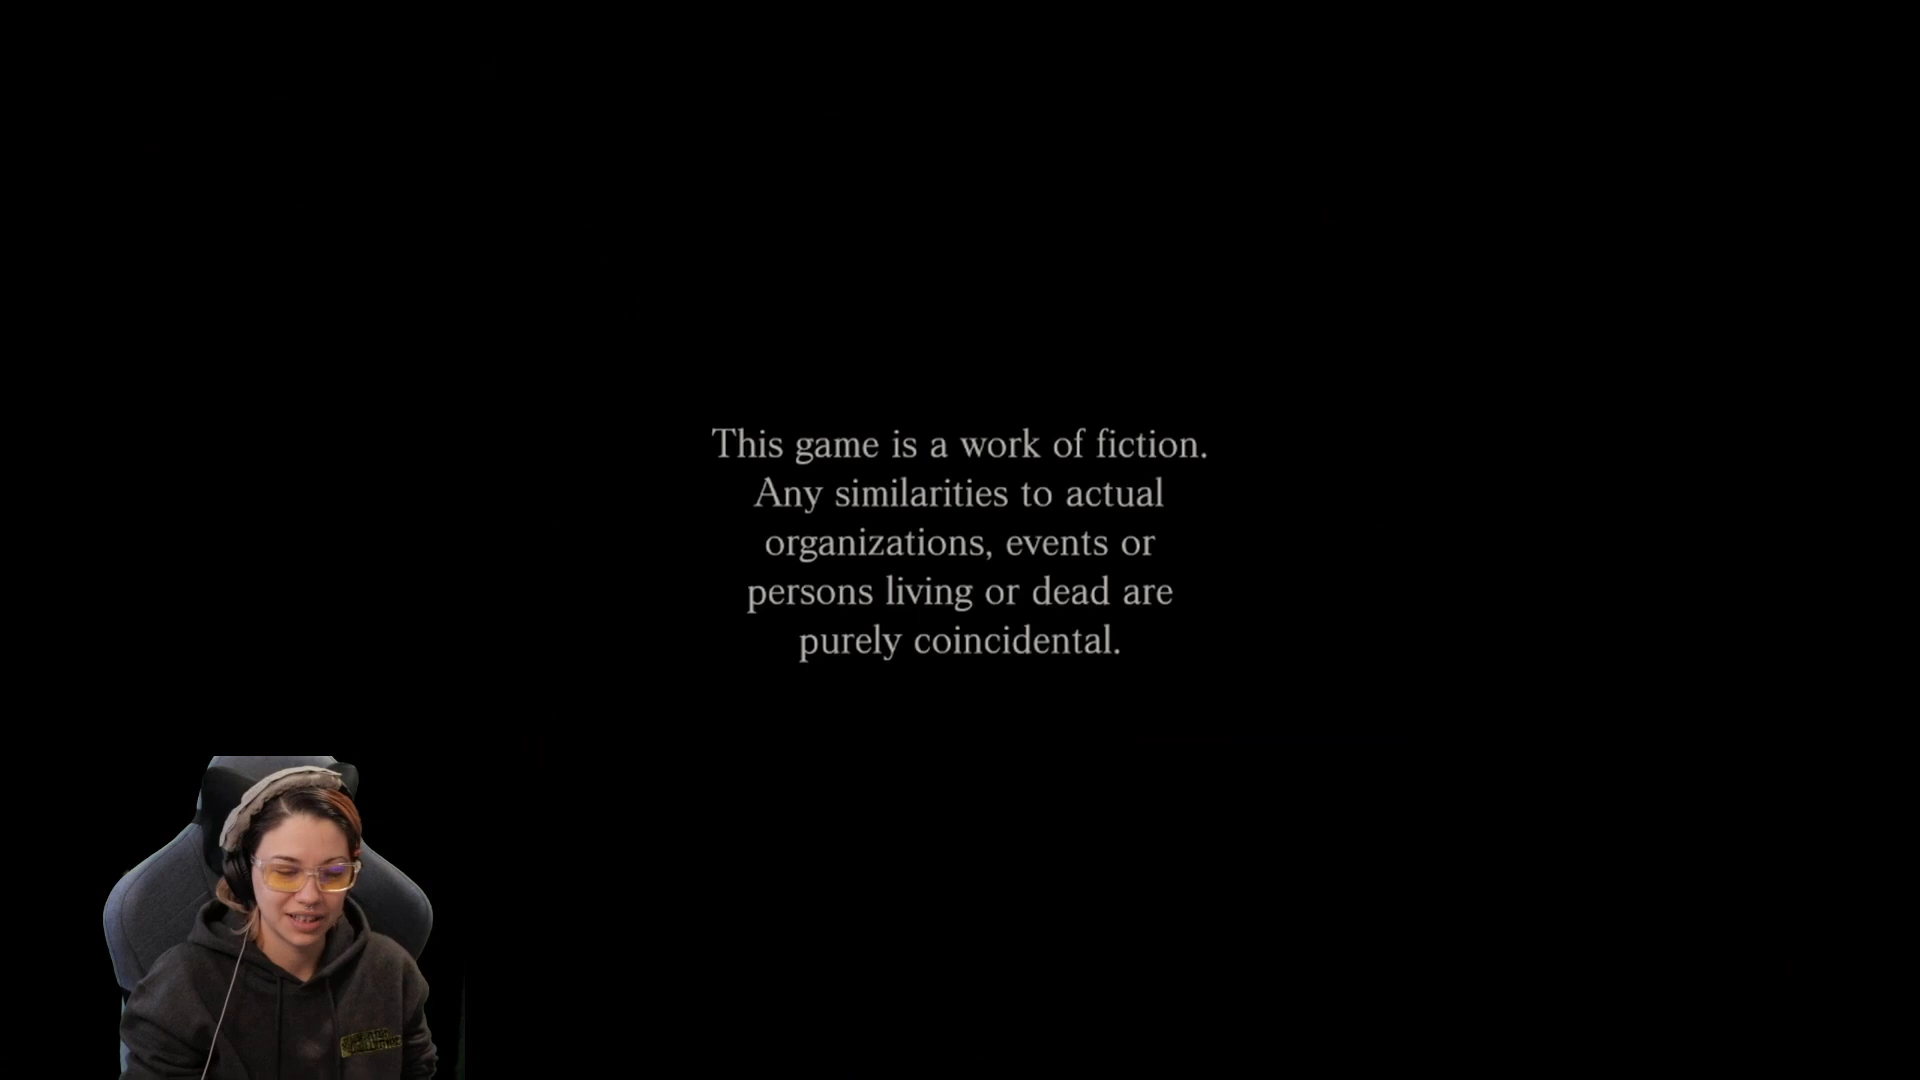 This game is a work of fiction.
Any similarities to actual
organizations, events or
persons living or dead are
purely coincidental.